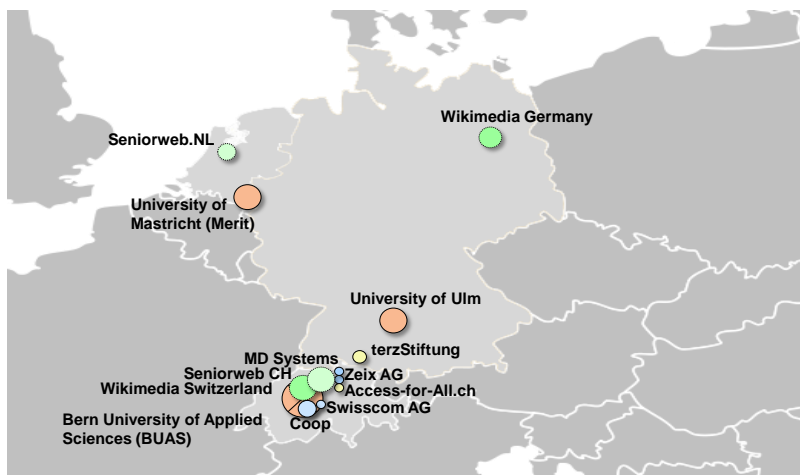 Wikimedia Germany
Seniorweb.NL
University of
Mastricht (Merit)
University of Ulm
terzStiftung
MD Systems
Zeix AG
Seniorweb CH
Access-for-All.ch
Wikimedia Switzerland
Swisscom AG
Bern University of Applied
Sciences (BUAS)
Coop